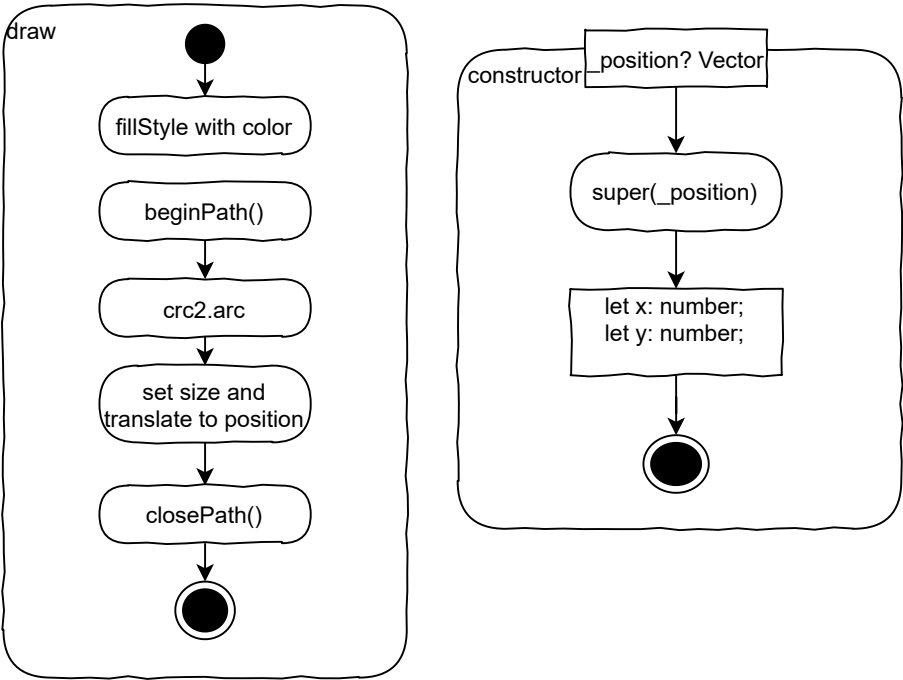 draw
fillStyle with color
beginPath()
crc2.arc
set size and
translate to position
closePath()
constructor
_position? Vector
super(_position)
let x: number;
let y: number;